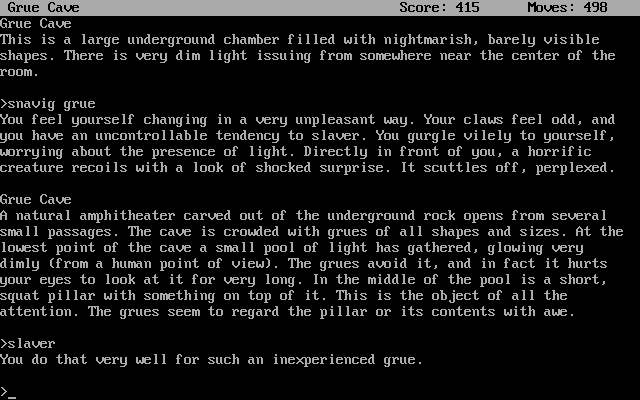 Grue Cave Score: 415 Moves: 498
Grue Cave
This is a large underground chamber filled with nightmarish, barely visible
shapes. There is very dim light issuing from somewhere near the center of the
room.
>snavig grue
You feel yourself changing in a very unpleasant way. Your claws feel odd, and
you have an uncontrollable tendency to slaver. You gurgle vilely to yourself,
worrying about the presence of light. Directly in front of you, a horrific
creature recoils with a look of shocked surprise. It scuttles off, perplexed.
Grue Cave
A natural amphitheater carved out of the underground rock opens from several
small passages. The cave is crowded with grues of all shapes and sizes. At the
lowest point of the cave a small pool of light has gathered, glowing very
dimly (from a human point of view). The grues avoid it, and in fact it hurts
your eyes to look at it for very long. In the middle of the pool is a short,
squat pillar with something on top of it. This is the object of all the
attention. The grues seem to regard the pillar or its contents with awe.
>slaver
You do that very well for such an inexperienced grue.
>_